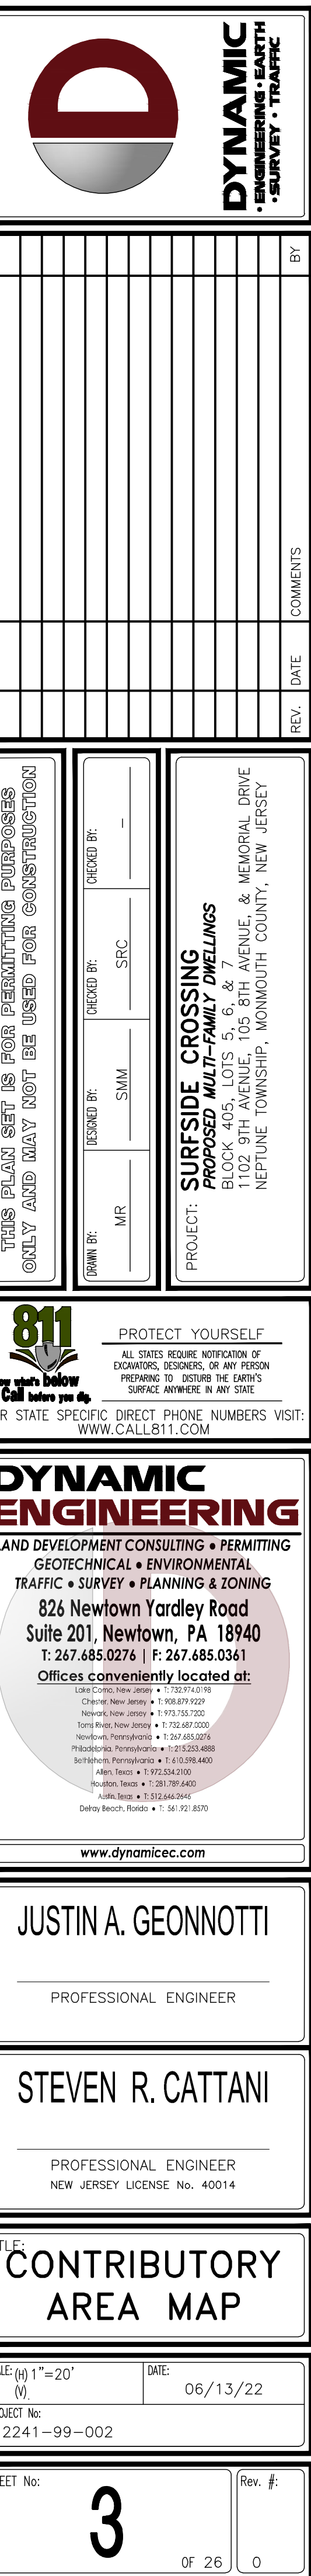 DYNAMIC
• ENGINEERING • EARTH
• SURVEY • TRAFFIC
REV. DATE COMMENTS BY
THIS PLAN SET IS FOR PERMITTING PURPOSES
ONLY AND MAY NOT BE USED FOR CONSTRUCTION
DRAWN BY:
MR
DESIGNED BY:
SMM
CHECKED BY:
SRC
CHECKED BY:
–
PROJECT: SURFSIDE CROSSING
PROPOSED MULTI-FAMILY DWELLINGS
BLOCK 405, LOTS 5, 6, & 7
1102 9TH AVENUE, 105 8TH AVENUE, & MEMORIAL DRIVE
NEPTUNE TOWNSHIP, MONMOUTH COUNTY, NEW JERSEY
811
ow what's below
Call before you dig.
PROTECT YOURSELF
ALL STATES REQUIRE NOTIFICATION OF
EXCAVATORS, DESIGNERS, OR ANY PERSON
PREPARING TO DISTURB THE EARTH'S
SURFACE ANYWHERE IN ANY STATE
R STATE SPECIFIC DIRECT PHONE NUMBERS VISIT:
WWW.CALL811.COM
DYNAMIC
ENGINEERING
LAND DEVELOPMENT CONSULTING • PERMITTING
GEOTECHNICAL • ENVIRONMENTAL
TRAFFIC • SURVEY • PLANNING & ZONING
826 Newtown Yardley Road
Suite 201, Newtown, PA 18940
T: 267.685.0276 | F: 267.685.0361
Offices conveniently located at:
Lake Como, New Jersey • T: 732.974.0198
Chester, New Jersey • T: 908.879.9229
Newark, New Jersey • T: 973.755.7200
Toms River, New Jersey • T: 732.687.0000
Newtown, Pennsylvania • T: 267.685.0276
Philadelphia, Pennsylvania • T: 215.253.4888
Bethlehem, Pennsylvania • T: 610.598.4400
Allen, Texas • T: 972.534.2100
Houston, Texas • T: 281.789.6400
Austin, Texas • T: 512.646.2646
Delray Beach, Florida • T: 561.921.8570
www.dynamicec.com
JUSTIN A. GEONNOTTI
PROFESSIONAL ENGINEER
STEVEN R. CATTANI
PROFESSIONAL ENGINEER
NEW JERSEY LICENSE No. 40014
TLE:
CONTRIBUTORY
AREA MAP
ALE: (H) 1"=20'
(V)
DATE:
06/13/22
OJECT No:
2241-99-002
EET No:
3
OF 26
Rev. #:
0